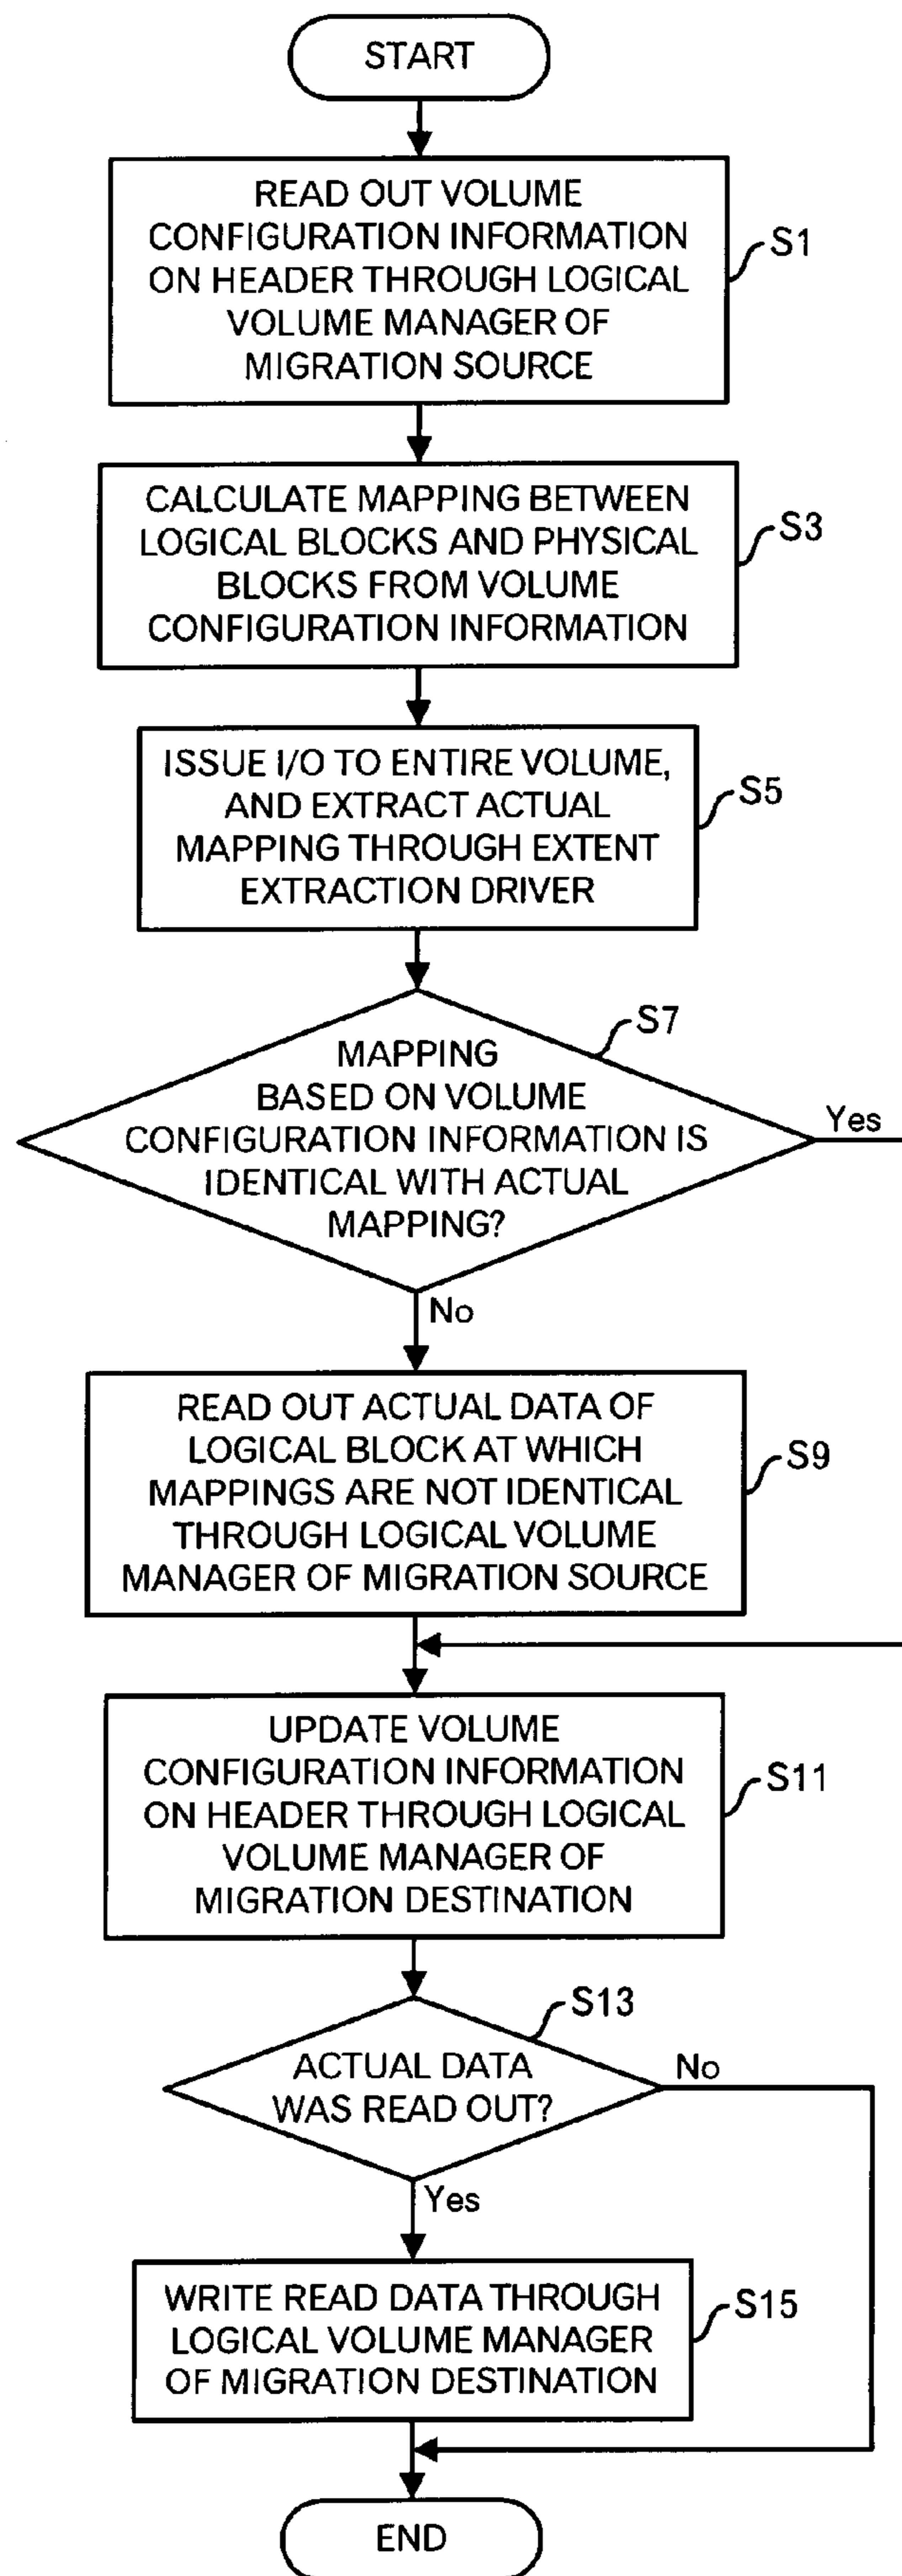 START
READ OUT VOLUME
CONFIGURATION INFORMATION
ON HEADER THROUGH LOGICAL
VOLUME MANAGER OF
MIGRATION SOURCE
S1
CALCULATE MAPPING BETWEEN
LOGICAL BLOCKS AND PHYSICAL
BLOCKS FROM VOLUME
CONFIGURATION INFORMATION
S3
ISSUE I/O TO ENTIRE VOLUME,
AND EXTRACT ACTUAL
MAPPING THROUGH EXTENT
EXTRACTION DRIVER
S5
MAPPING
BASED ON VOLUME
CONFIGURATION INFORMATION IS
IDENTICAL WITH ACTUAL
MAPPING?
S7
Yes
No
READ OUT ACTUAL DATA OF
LOGICAL BLOCK AT WHICH
MAPPINGS ARE NOT IDENTICAL
THROUGH LOGICAL VOLUME
MANAGER OF MIGRATION SOURCE
S9
UPDATE VOLUME
CONFIGURATION INFORMATION
ON HEADER THROUGH LOGICAL
VOLUME MANAGER OF
MIGRATION DESTINATION
S11
ACTUAL DATA
WAS READ OUT?
S13
No
Yes
WRITE READ DATA THROUGH
LOGICAL VOLUME MANAGER
OF MIGRATION DESTINATION
S15
END